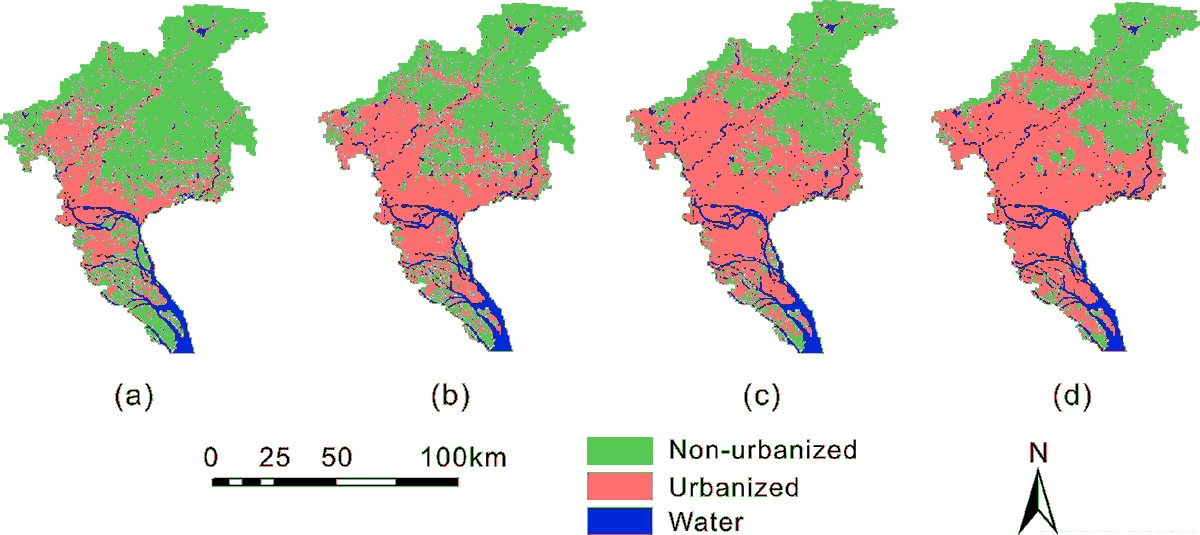 (a) (b) (c) (d)
0 25 50 100km
Non-urbanized
Urbanized
Water
N